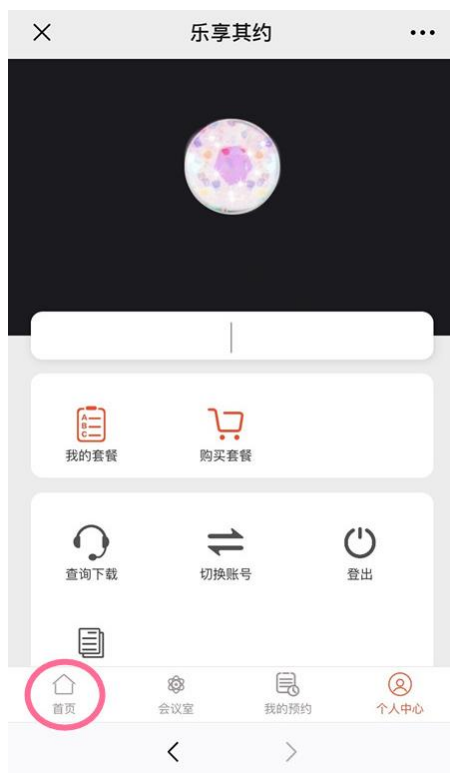 乐享其约
我的套餐
购买套餐
查询下载
切换账号
登出
首页
会议室
我的预约
个人中心